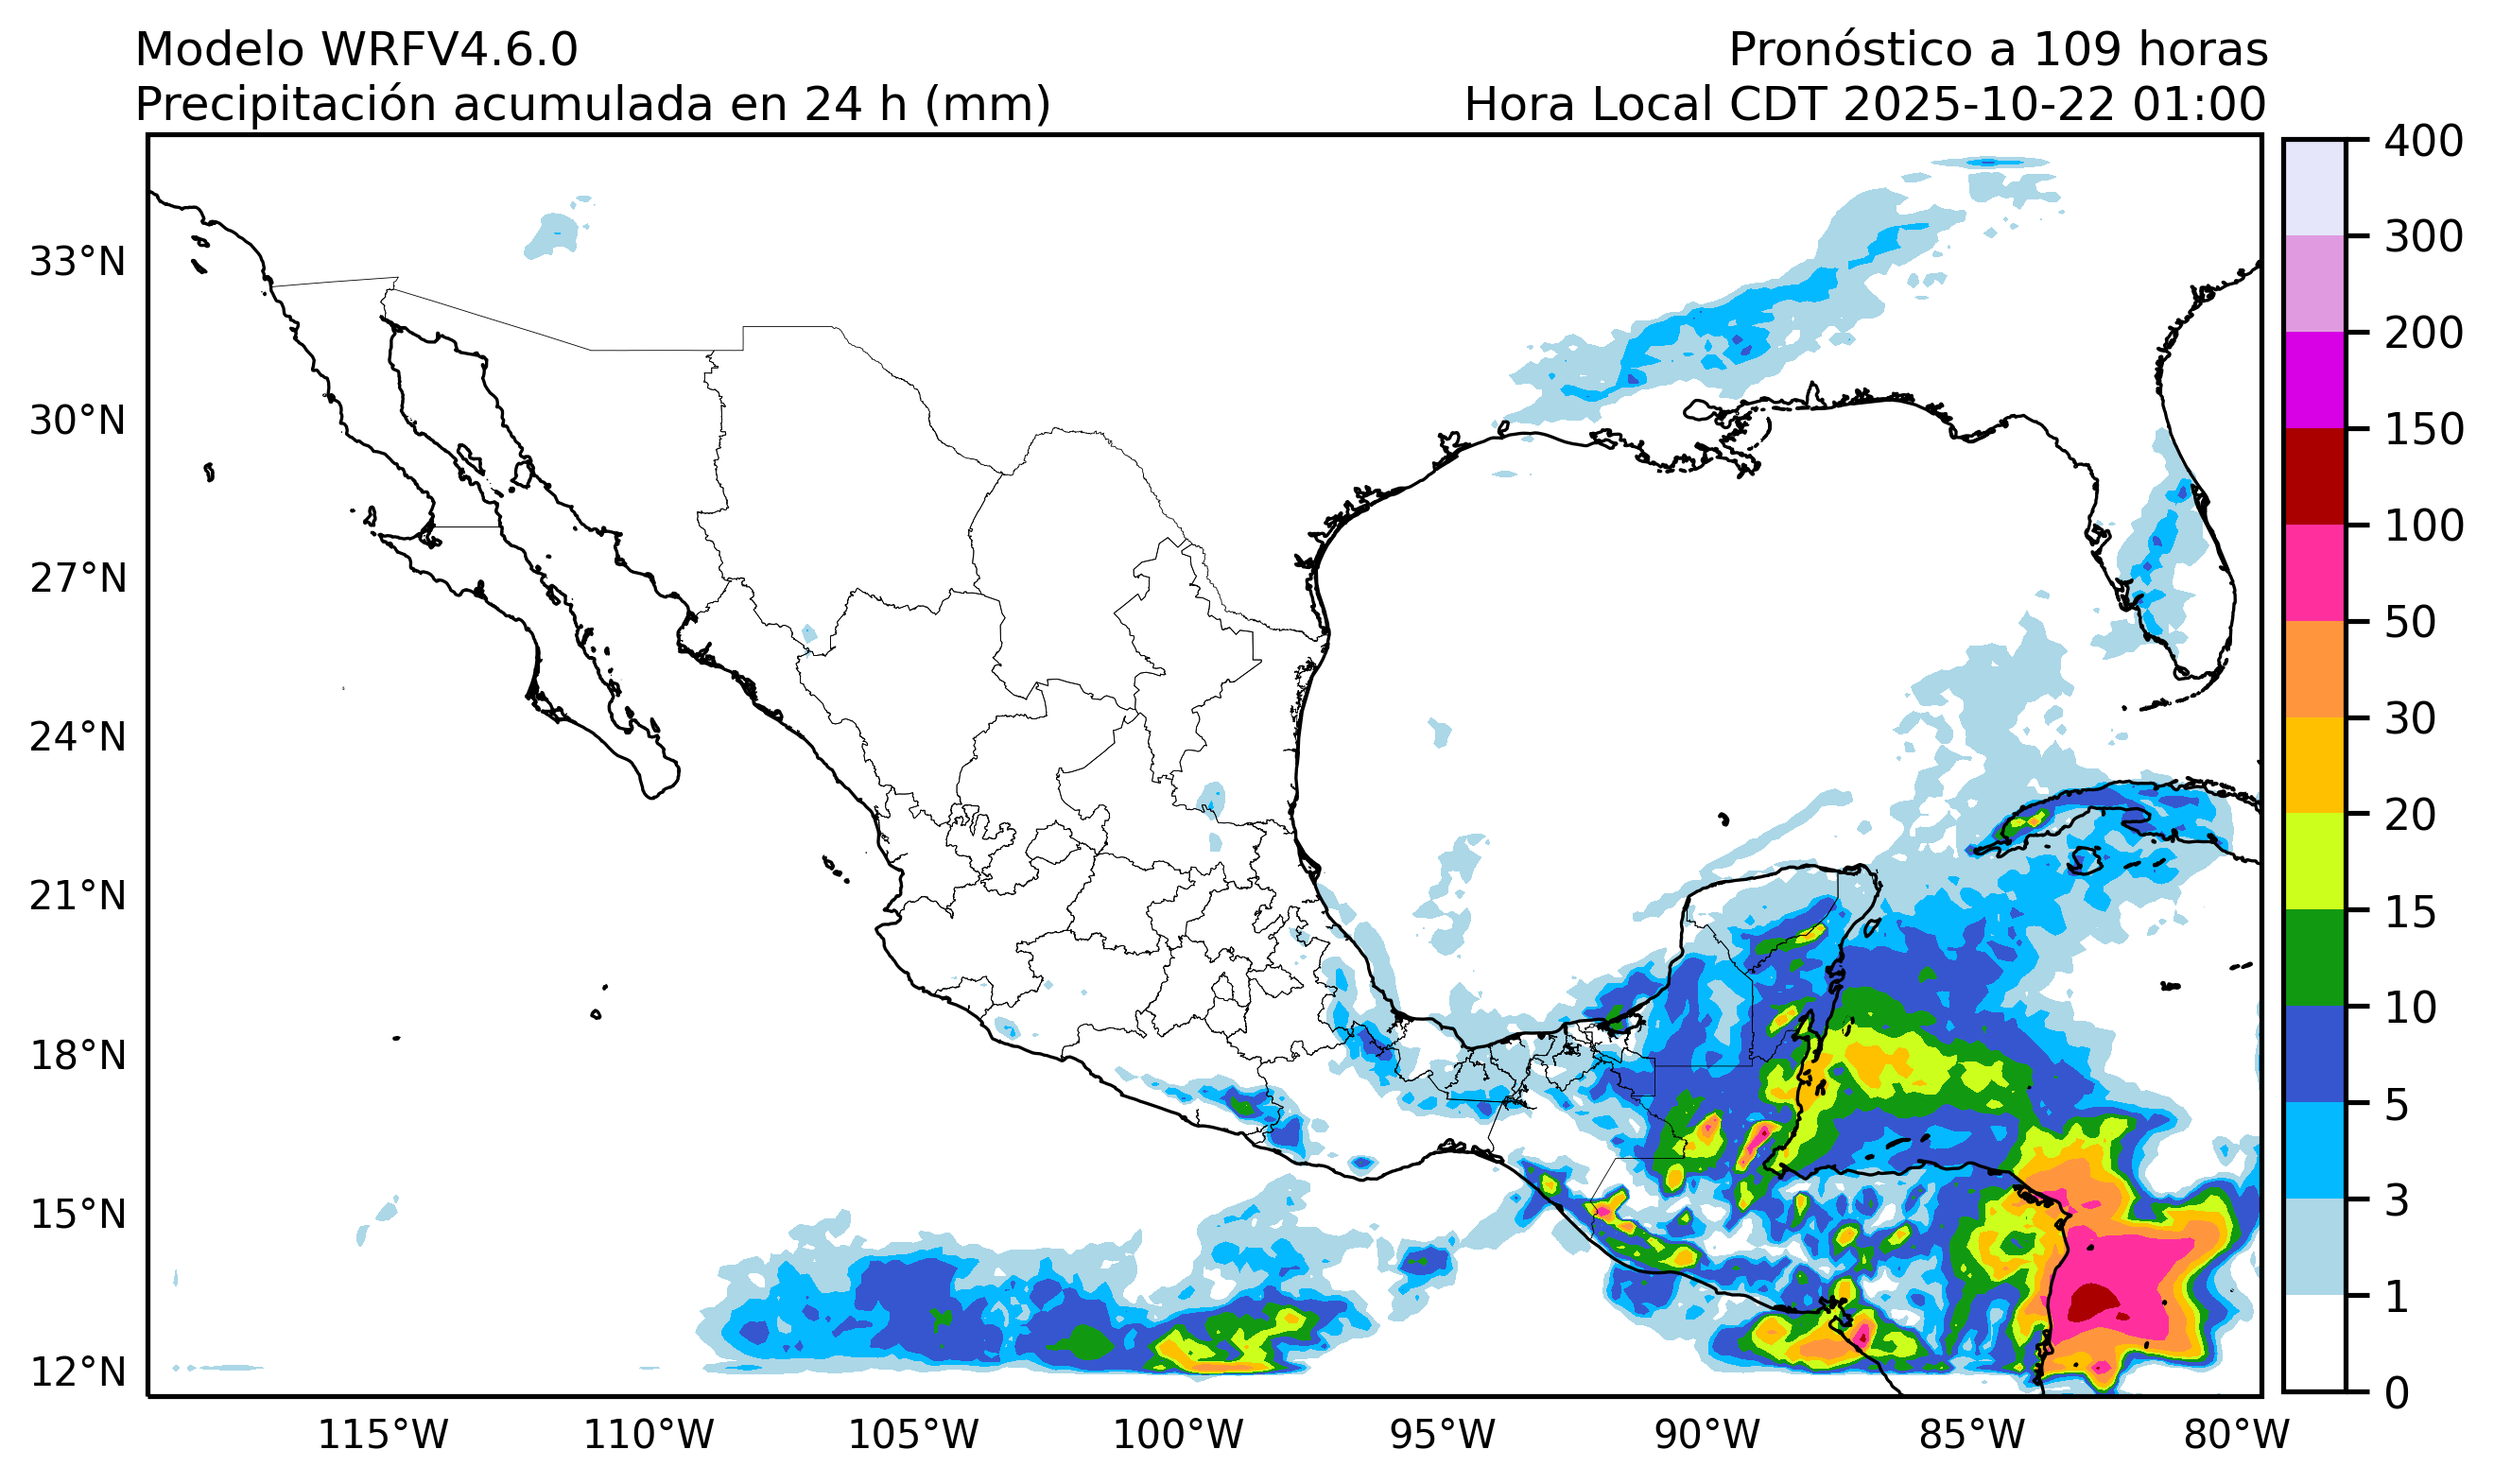 Modelo WRFV4.6.0
Pronóstico a 109 horas
Precipitación acumulada en 24 h (mm)
Hora Local CDT 2025-10-22 01:00
33°N
30°N
27°N
24°N
21°N
18°N
15°N
12°N
115°W
110°W
105°W
100°W
95°W
90°W
85°W
80°W
400
300
200
150
100
50
30
20
15
10
5
3
1
0